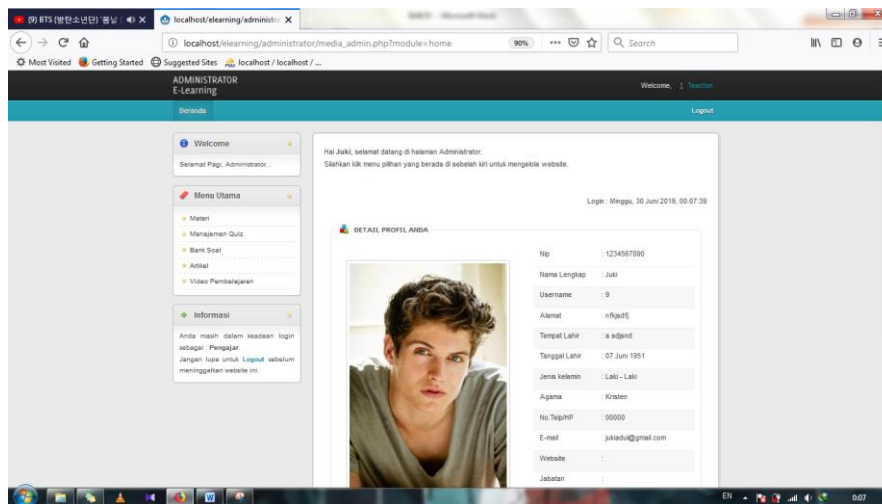 (9) BTS (방탄소년단) '봄날
localhost/elearning/administra
localhost/elearning/administrator/media_admin.php?module=home
90%
Search
Most Visited
Getting Started
Suggested Sites
localhost / localhost / ...
ADMINISTRATOR
E-Learning
Welcome, Teacher
Beranda
Logout
Welcome
Selamat Pagi, Administrator...
Menu Utama
Materi
Manajemen Quiz
Bank Soal
Artikel
Video Pembelajaran
Informasi
Anda masih dalam keadaan login
sebagai : Pengajar.
Jangan lupa untuk Logout sebelum
meninggalkan website ini.
Hai Juki, selamat datang di halaman Administrator.
Silahkan klik menu pilihan yang berada di sebelah kiri untuk mengelola website.
Login : Minggu, 30 Juni 2019, 00:07:39
DETAIL PROFIL ANDA
Nip : 1234567890
Nama Lengkap : Juki
Username : 9
Alamat : nfkjsdfj
Tempat Lahir : a sdjsnd
Tanggal Lahir : 07 Juni 1951
Jenis kelamin : Laki - Laki
Agama : Kristen
No.Telp/HP : 00000
E-mail : jukiadul@gmail.com
Website :
Jabatan :
EN
0:07